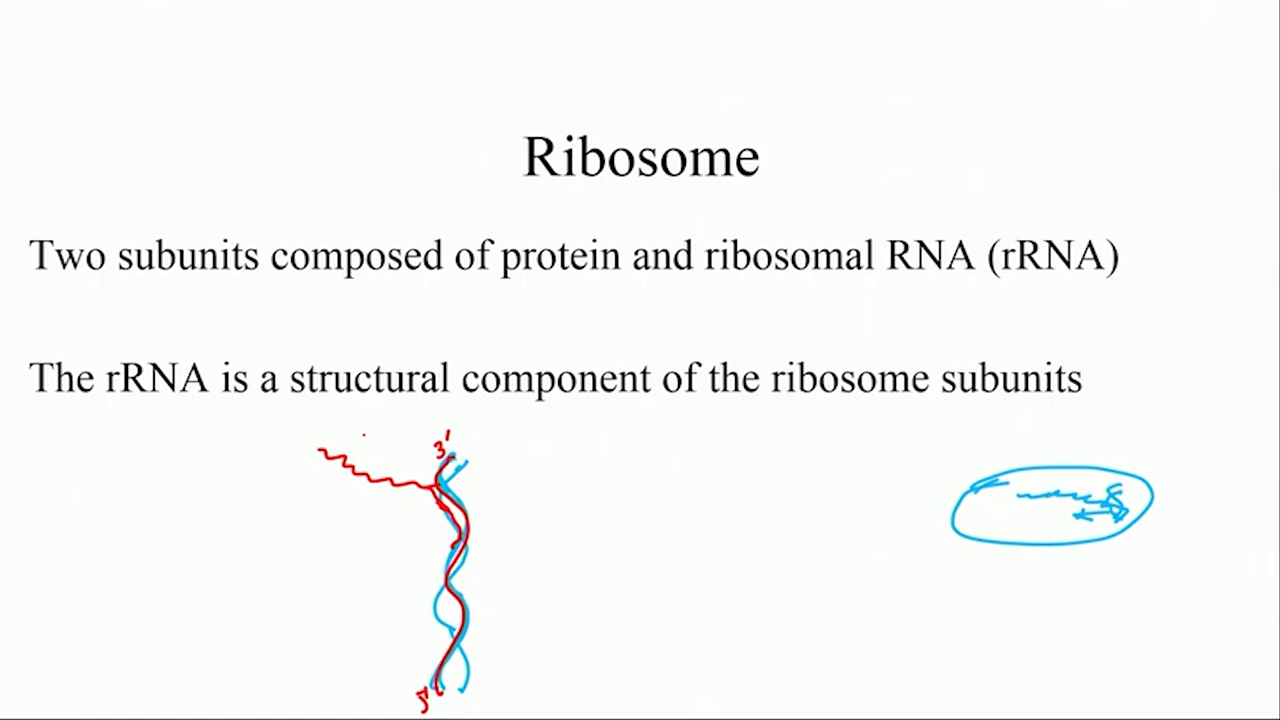 Ribosome
Two subunits composed of protein and ribosomal RNA (rRNA)
The rRNA is a structural component of the ribosome subunits
3'
5'